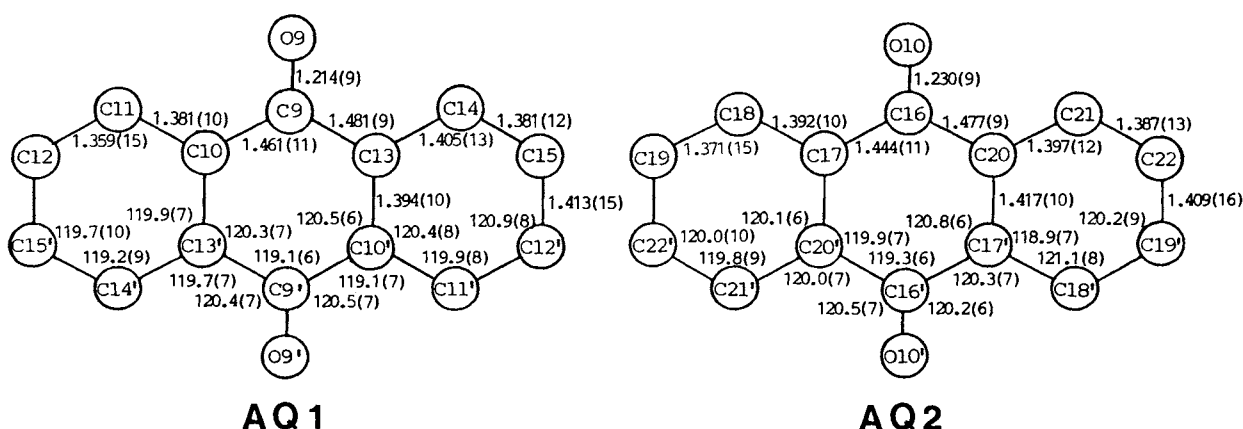 O9 O10
1.214(9) 1.230(9)
C11 1.381(10) C9 1.481(9) C14 1.381(12) C18 1.392(10) C16 1.477(9) C21 1.387(13)
C12 1.359(15) C10 1.461(11) C13 1.405(13) C15 C19 1.371(15) C17 1.444(11) C20 1.397(12) C22
1.394(10) 1.413(15) 1.417(10) 1.409(16)
119.9(7) 120.5(6) 120.9(8) 120.1(6) 120.8(6) 120.2(9)
C15' 119.7(10) C13' 120.3(7) C10' 120.4(8) C12' C22' 120.0(10) C20' 119.9(7) C17' 118.9(7) C19'
119.2(9) 119.1(6) 119.9(8) 119.8(9) 119.3(6) 121.1(8)
C14' 119.7(7) C9' 119.1(7) C11' C21' 120.0(7) C16' 120.3(7) C18'
120.4(7) 120.5(7) 120.5(7) 120.2(6)
O9' O10'
AQ1 AQ2